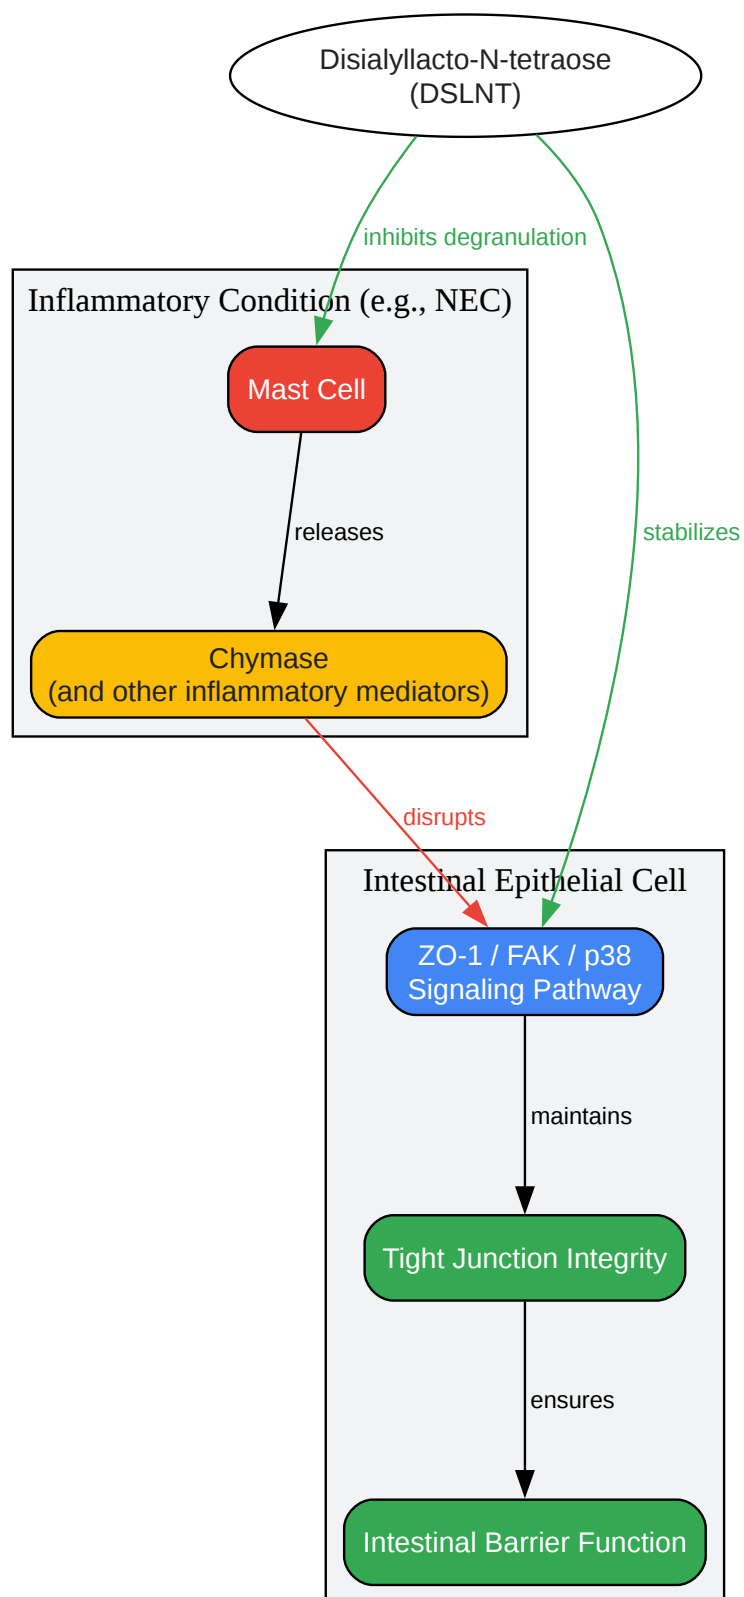 Disialyllacto-N-tetraose
(DSLNT)
inhibits degranulation
Inflammatory Condition (e.g., NEC)
Mast Cell
releases
stabilizes
Chymase
(and other inflammatory mediators)
disrupts
Intestinal Epithelial Cell
ZO-1 / FAK / p38
Signaling Pathway
maintains
Tight Junction Integrity
ensures
Intestinal Barrier Function